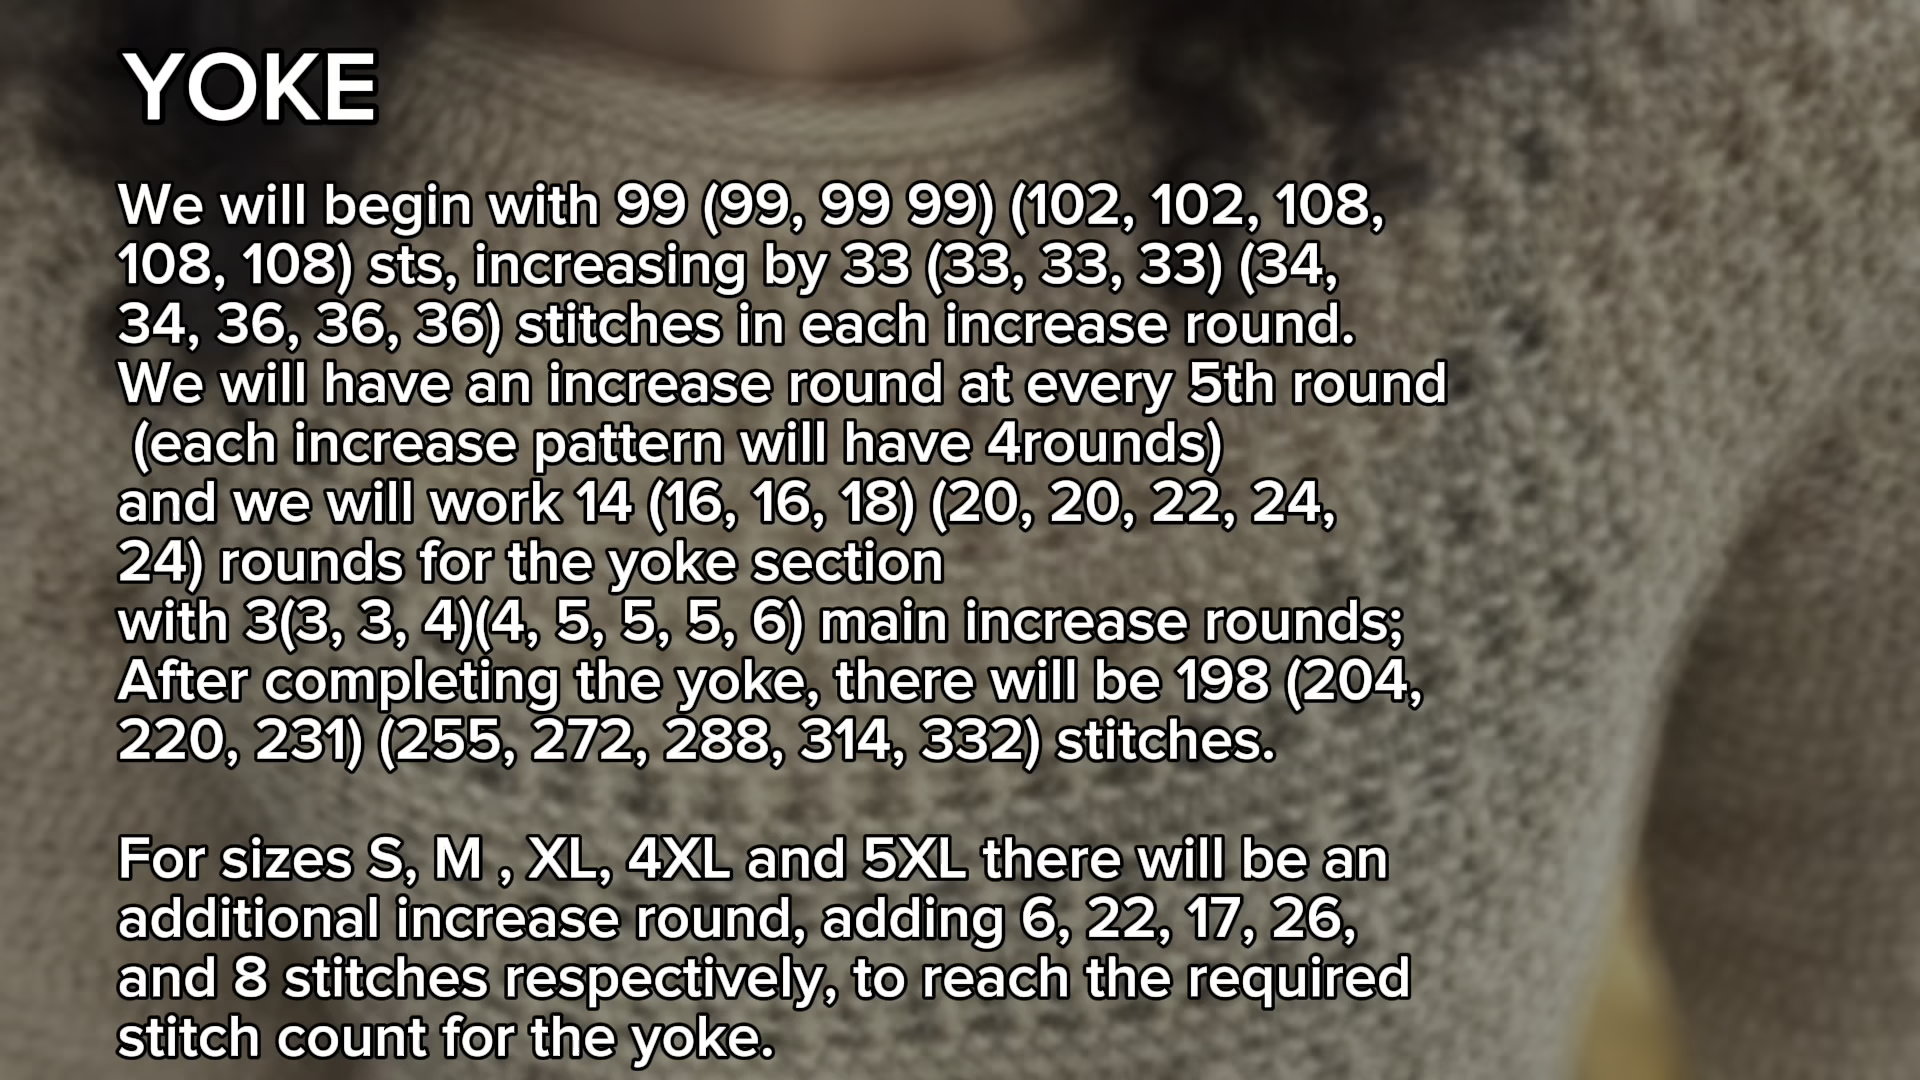 YOKE
We will begin with 99 (99, 99 99) (102, 102, 108,
108, 108) sts, increasing by 33 (33, 33, 33) (34,
34, 36, 36, 36) stitches in each increase round.
We will have an increase round at every 5th round
(each increase pattern will have 4rounds)
and we will work 14 (16, 16, 18) (20, 20, 22, 24,
24) rounds for the yoke section
with 3(3, 3, 4)(4, 5, 5, 5, 6) main increase rounds;
After completing the yoke, there will be 198 (204,
220, 231) (255, 272, 288, 314, 332) stitches.
For sizes S, M , XL, 4XL and 5XL there will be an
additional increase round, adding 6, 22, 17, 26,
and 8 stitches respectively, to reach the required
stitch count for the yoke.